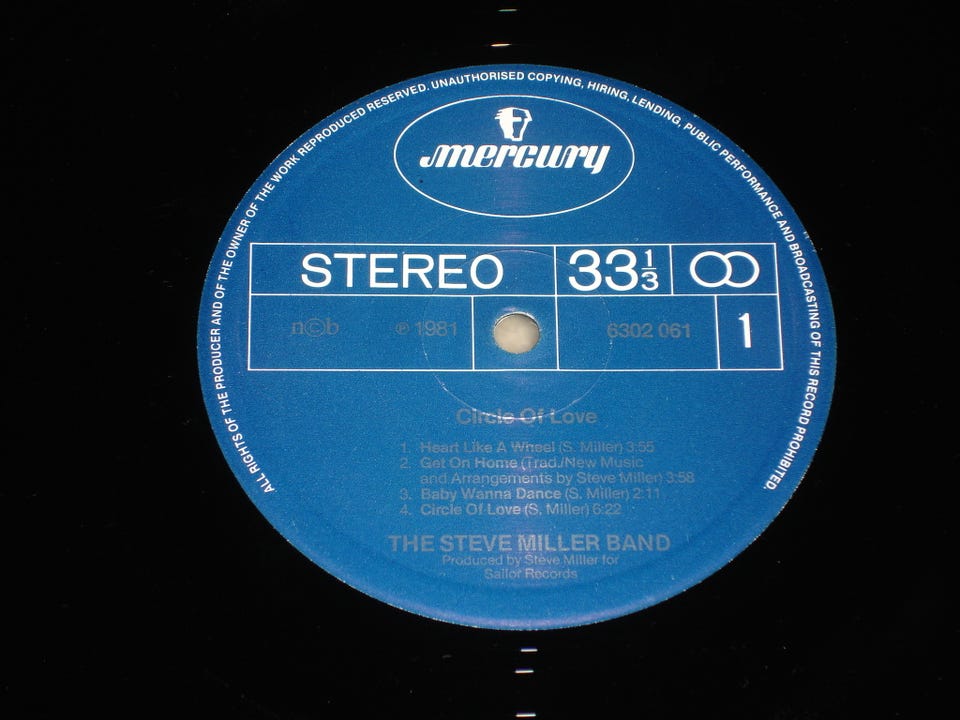 ALL RIGHTS OF THE PRODUCER AND OF THE OWNER OF THE WORK REPRODUCED RESERVED. UNAUTHORISED COPYING, HIRING, LENDING, PUBLIC PERFORMANCE AND BROADCASTING OF THIS RECORD PROHIBITED.
mercury
STEREO 33 1/3
n©b ℗ 1981 6302 061 1
Circle Of Love
1. Heart Like A Wheel (S. Miller) 3:55
2. Get On Home (Trad./New Music
and Arrangements by Steve Miller) 3:58
3. Baby Wanna Dance (S. Miller) 2:11
4. Circle Of Love (S. Miller) 6:22
THE STEVE MILLER BAND
Produced by Steve Miller for
Sailor Records